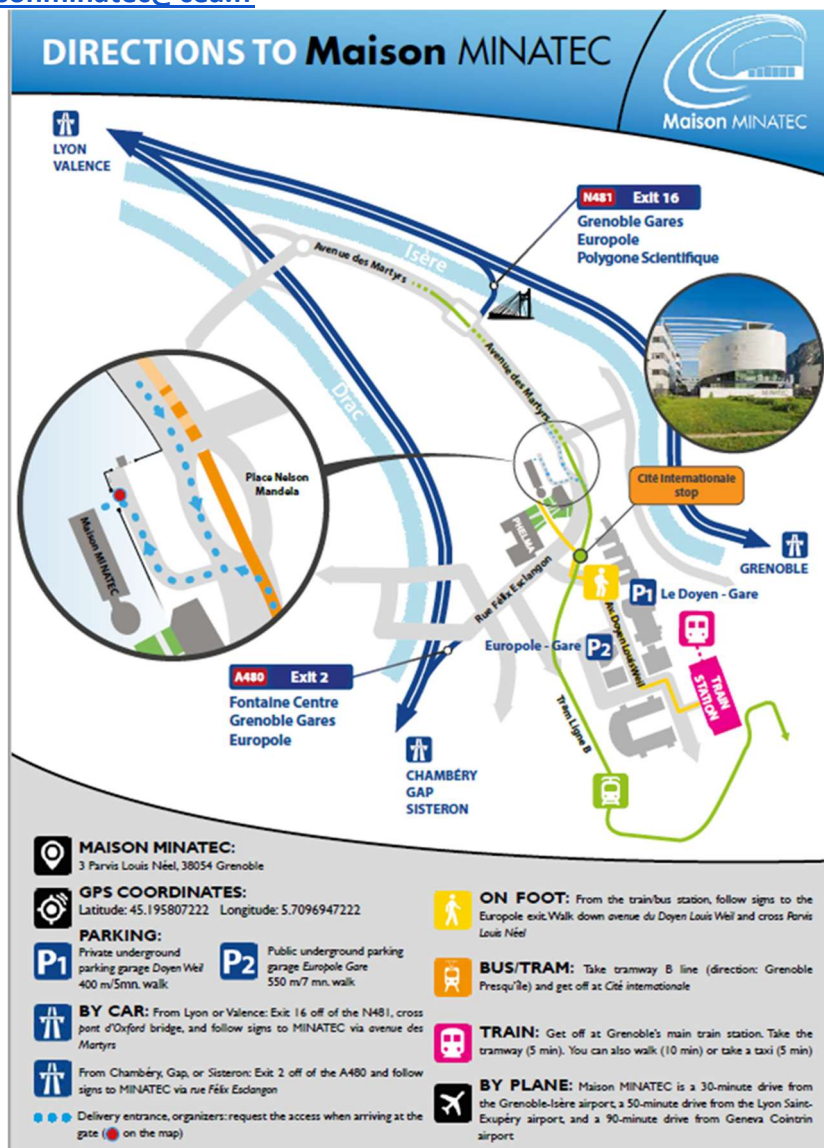 DIRECTIONS TO Maison MINATEC
Maison MINATEC
LYON
VALENCE
N481 Exit 16
Grenoble Gares
Europole
Polygone Scientifique
Isère
Avenue des Martyrs
Avenue des Martyrs
Drac
Place Nelson
Mandela
Maison MINATEC
Cité Internationale
stop
PHELMA
GRENOBLE
P1 Le Doyen - Gare
Rue Félix Esclangon
Europole - Gare P2
Av. Doyen Louis Weil
TRAIN
STATION
A480 Exit 2
Fontaine Centre
Grenoble Gares
Europole
Tram Ligne B
CHAMBÉRY
GAP
SISTERON
MAISON MINATEC:
3 Parvis Louis Néel, 38054 Grenoble
GPS COORDINATES:
Latitude: 45.195807222 Longitude: 5.7096947222
PARKING:
P1 Private underground
parking garage Doyen Weil
400 m/5mn. walk
P2 Public underground parking
garage Europole Gare
550 m/7 mn. walk
BY CAR: From Lyon or Valence: Exit 16 off of the N481, cross
pont d'Oxford bridge, and follow signs to MINATEC via avenue des
Martyrs
From Chambéry, Gap, or Sisteron: Exit 2 off of the A480 and follow
signs to MINATEC via rue Félix Esclangon
Delivery entrance, organizers: request the access when arriving at the
gate ( on the map)
ON FOOT: From the train/bus station, follow signs to the
Europole exit. Walk down avenue du Doyen Louis Weil and cross Parvis
Louis Néel
BUS/TRAM: Take tramway B line (direction: Grenoble
Presqu'île) and get off at Cité internationale
TRAIN: Get off at Grenoble's main train station. Take the
tramway (5 min). You can also walk (10 min) or take a taxi (5 min)
BY PLANE: Maison MINATEC is a 30-minute drive from
the Grenoble-Isère airport, a 50-minute drive from the Lyon Saint-
Exupéry airport, and a 90-minute drive from Geneva Cointrin
airport